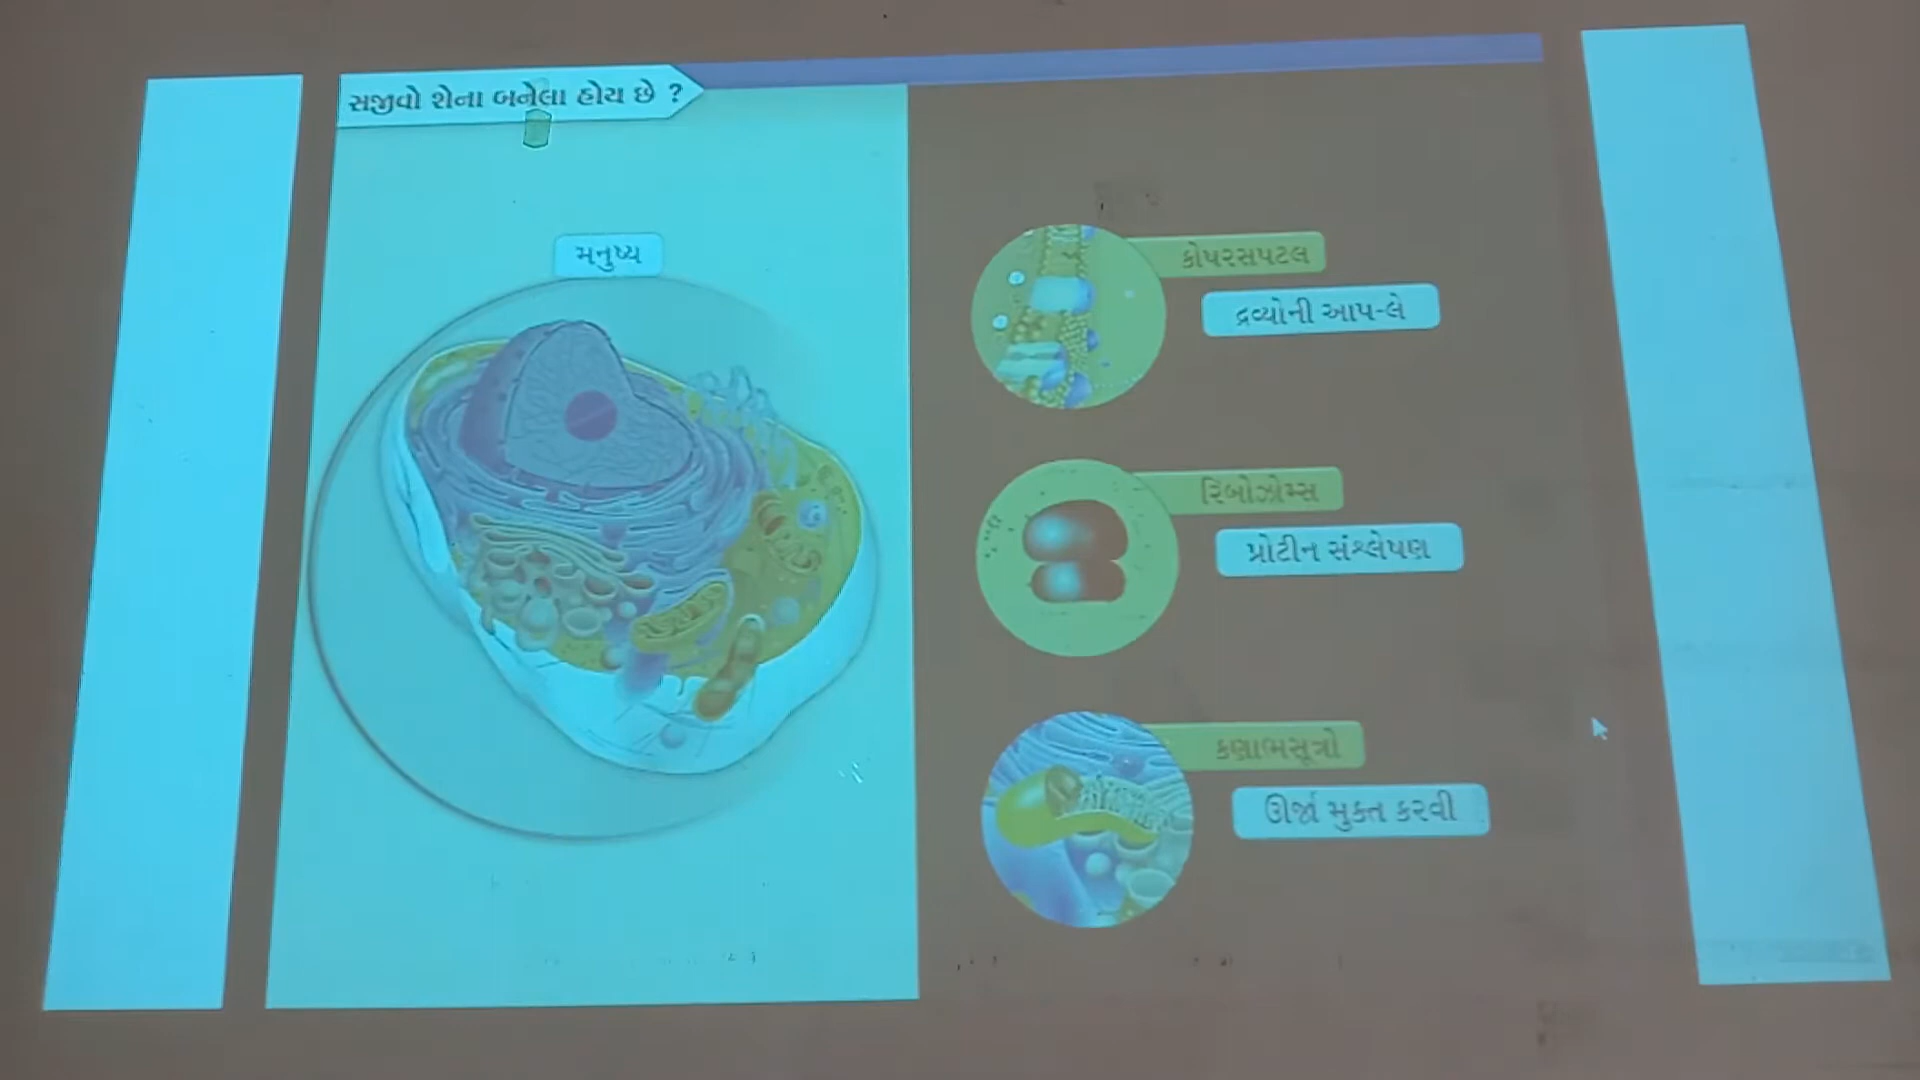 સજીવો શેના બનેલા હોય છે ?
મનુષ્ય
કોષરસપટલ
દ્રવ્યોની આપ-લે
રિબોઝોમ્સ
પ્રોટીન સંશ્લેષણ
કણાભસૂત્રો
ઊર્જા મુક્ત કરવી